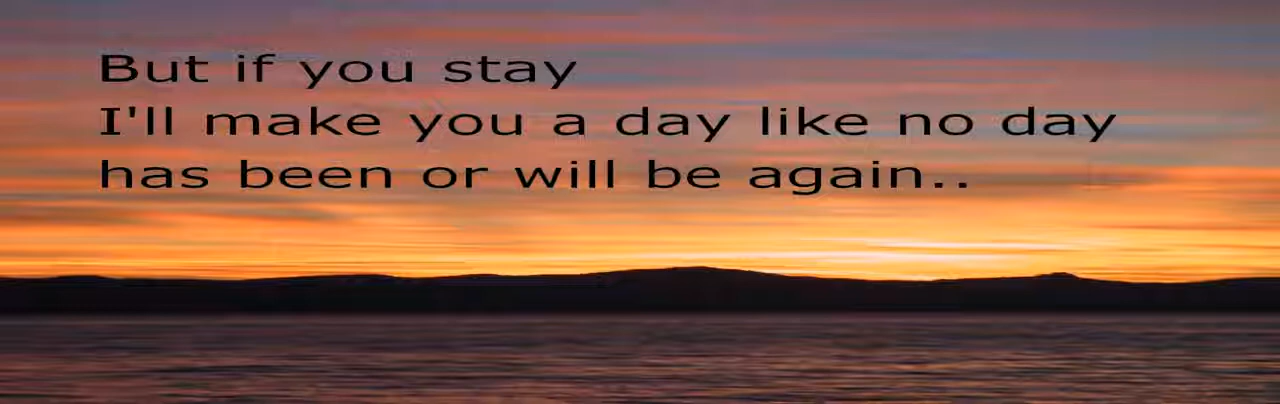 But if you stay
I'll make you a day like no day
has been or will be again..